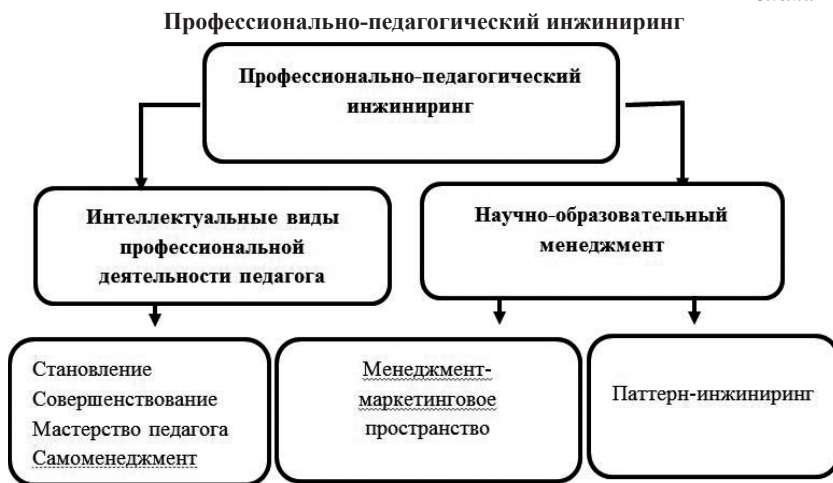 Профессионально-педагогический инжиниринг
Профессионально-педагогический
инжиниринг
Интеллектуальные виды
профессиональной
деятельности педагога
Научно-образовательный
менеджмент
Становление
Совершенствование
Мастерство педагога
Самоменеджмент
Менеджмент-
маркетинговое
пространство
Паттерн-инжиниринг